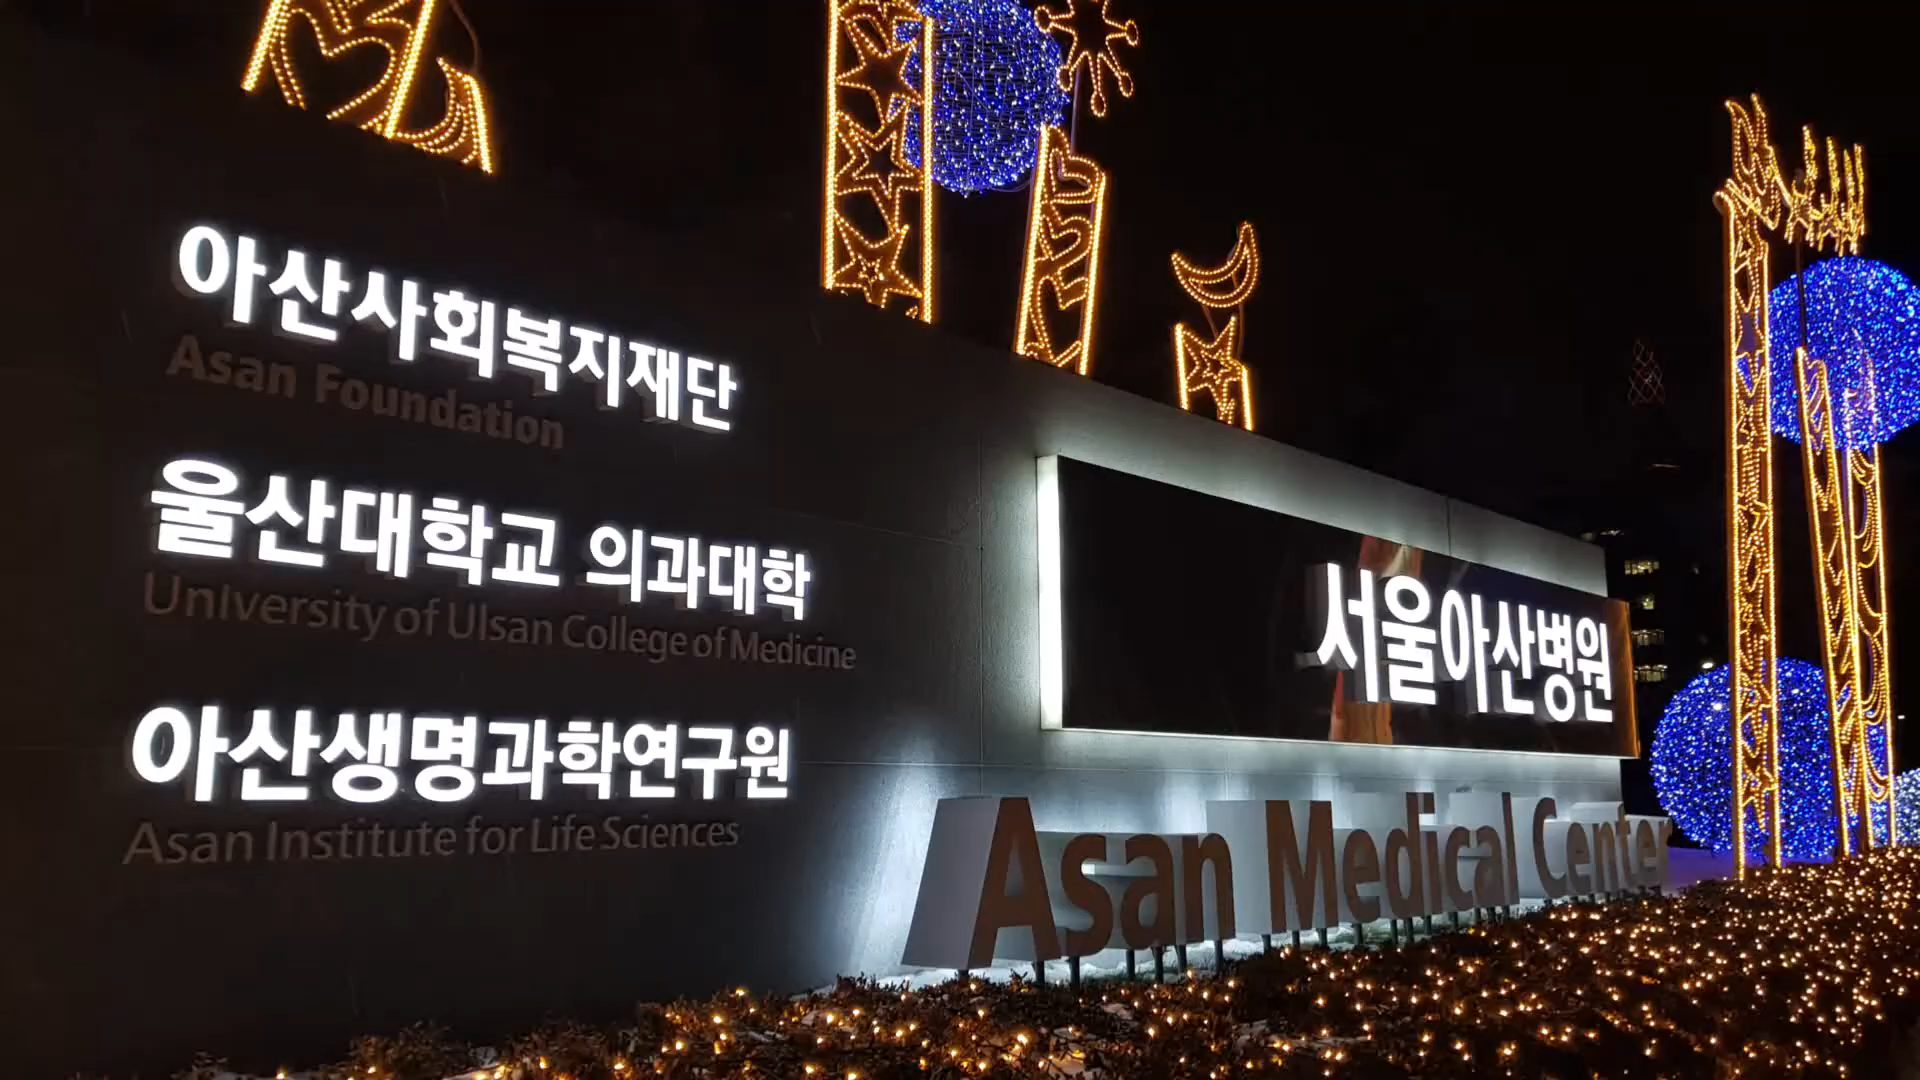 아산사회복지재단
Asan Foundation
울산대학교 의과대학
University of Ulsan College of Medicine
아산생명과학연구원
Asan Institute for Life Sciences
서울아산병원
Asan Medical Center